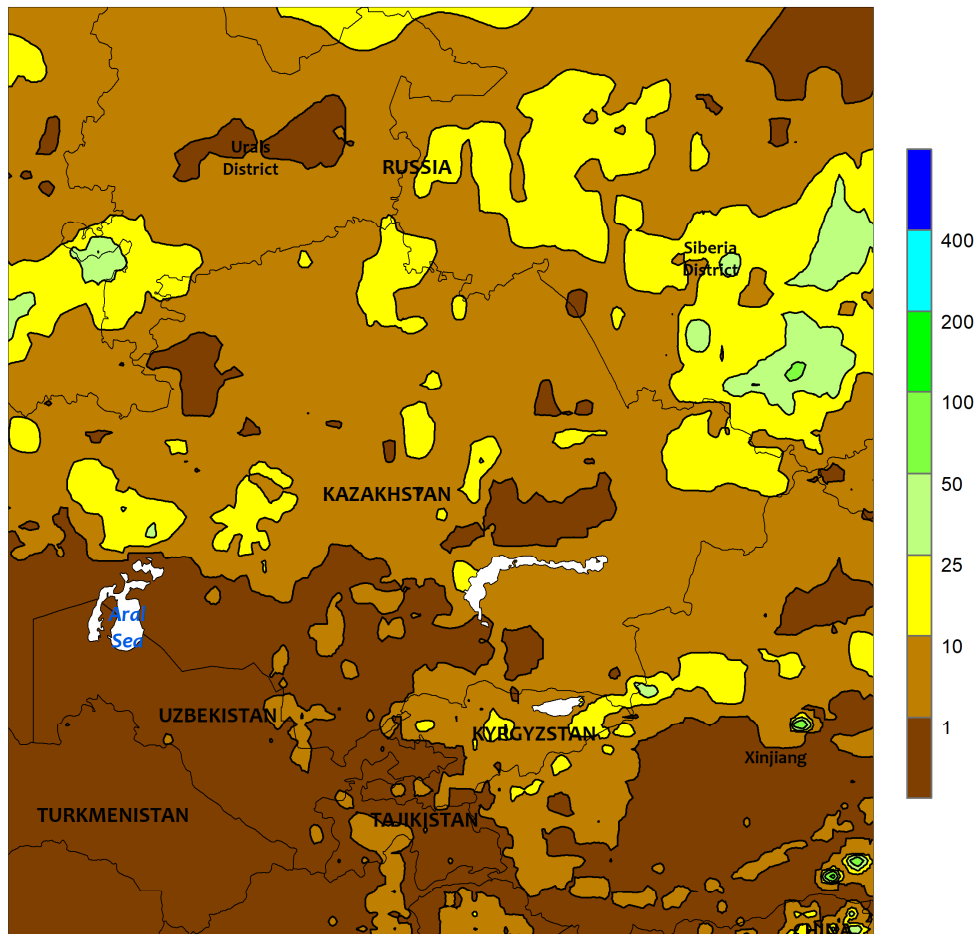 Urals
District
RUSSIA
Siberia
District
KAZAKHSTAN
Aral
Sea
UZBEKISTAN
KYRGYZSTAN
Xinjiang
TURKMENISTAN
TAJIKISTAN
CHINA
400
200
100
50
25
10
1